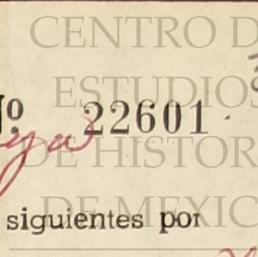 CENTRO D
ESTUDIOS
Nº 22601
DE HISTOR
siguientes por
DE MEXIC